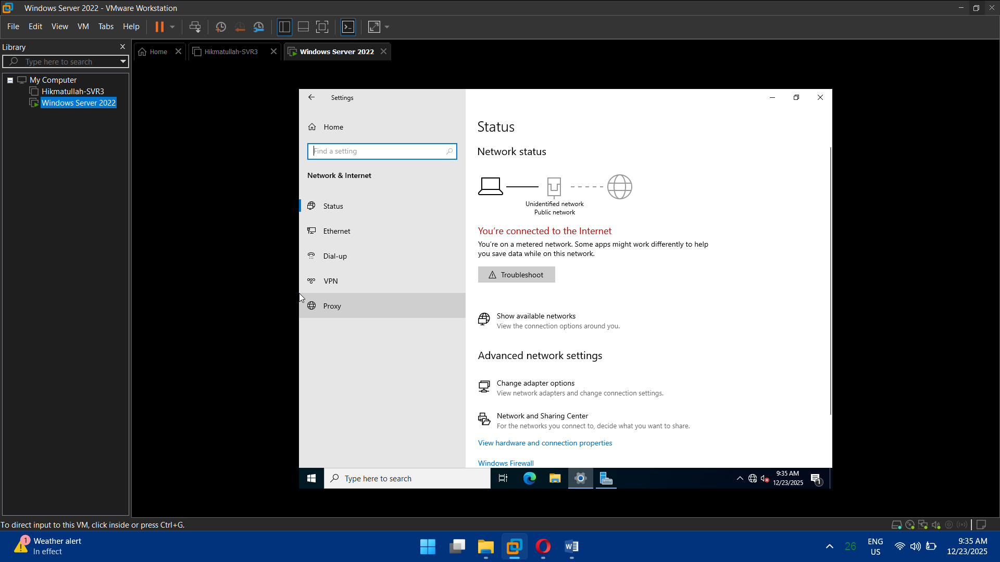 Windows Server 2022 - VMware Workstation
File Edit View VM Tabs Help
Library
Type here to search
My Computer
Hikmatullah-SVR3
Windows Server 2022
Home
Hikmatullah-SVR3
Windows Server 2022
Settings
Home
Find a setting
Network & Internet
Status
Ethernet
Dial-up
VPN
Proxy
Status
Network status
Unidentified network
Public network
You're connected to the Internet
You're on a metered network. Some apps might work differently to help
you save data while on this network.
Troubleshoot
Show available networks
View the connection options around you.
Advanced network settings
Change adapter options
View network adapters and change connection settings.
Network and Sharing Center
For the networks you connect to, decide what you want to share.
View hardware and connection properties
Windows Firewall
Type here to search
9:35 AM
12/23/2025
1
To direct input to this VM, click inside or press Ctrl+G.
1
Weather alert
In effect
W
26
ENG
US
9:35 AM
12/23/2025